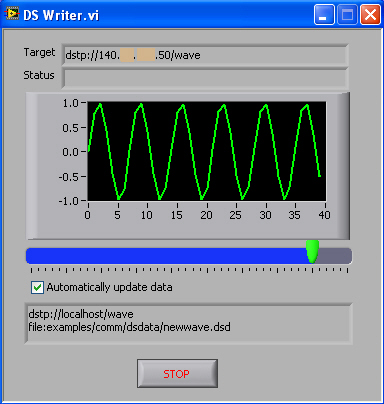 DS Writer.vi
Target
dstp://140. . .50/wave
Status
1.0
0.5
0.0
-0.5
-1.0
0 5 10 15 20 25 30 35 40
Automatically update data
dstp://localhost/wave
file:examples/comm/dsdata/newwave.dsd
STOP